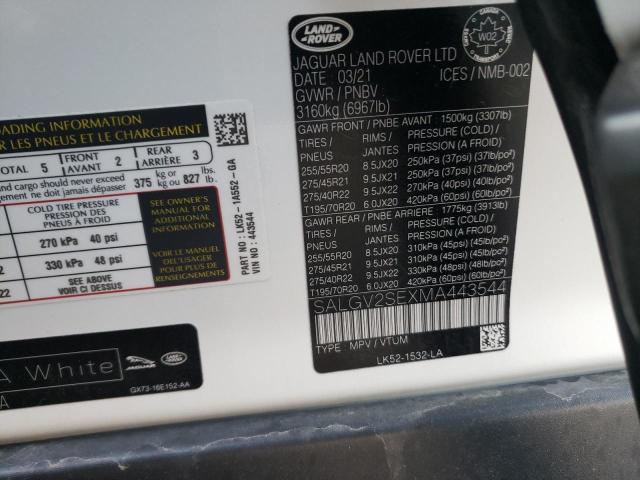 LOADING INFORMATION
LES PNEUS ET LE CHARGEMENT
TOTAL 5 FRONT AVANT 2 REAR ARRIÈRE 3
and cargo should never exceed 375 kg or 827 lbs.
ne doit jamais dépasser kg ou lb.
COLD TIRE PRESSURE
PRESSION DES
PNEUS À FROID
270 kPa 40 psi
330 kPa 48 psi
SEE ABOVE
VOIR CI DESSUS
SEE OWNER'S
MANUAL FOR
ADDITIONAL
INFORMATION
VOIR LE MANUEL
DE L'USAGER
POUR PLUS DE
RENSEIGNEMENTS
PART NO : LK52 - 1A552 - GA
VIN : 443544
A White
JAGUAR
LAND ROVER
GX73-16E152-AA
LAND ROVER
CANADA
W02
TRANSPORT
JAGUAR LAND ROVER LTD
DATE 03/21 ICES / NMB-002
GVWR / PNBV
3160kg (6967lb)
GAWR FRONT / PNBE AVANT : 1500kg (3307lb)
TIRES / RIMS / PRESSURE (COLD) /
PNEUS JANTES PRESSION (A FROID)
255/55R20 8.5JX20 250kPa (37psi) (37lb/po²)
275/45R21 9.5JX21 250kPa (37psi) (37lb/po²)
275/40R22 9.5JX22 270kPa (40psi) (40lb/po²)
T195/70R20 6.0JX20 420kPa (60psi) (60lb/po²)
GAWR REAR / PNBE ARRIERE : 1775kg (3913lb)
TIRES / RIMS / PRESSURE (COLD) /
PNEUS JANTES PRESSION (A FROID)
255/55R20 8.5JX20 310kPa (45psi) (45lb/po²)
275/45R21 9.5JX21 310kPa (45psi) (45lb/po²)
275/40R22 9.5JX22 330kPa (48psi) (48lb/po²)
T195/70R20 6.0JX20 420kPa (60psi) (60lb/po²)
SALGV2SEXMA443544
TYPE : MPV / VTUM
LK52-1532-LA